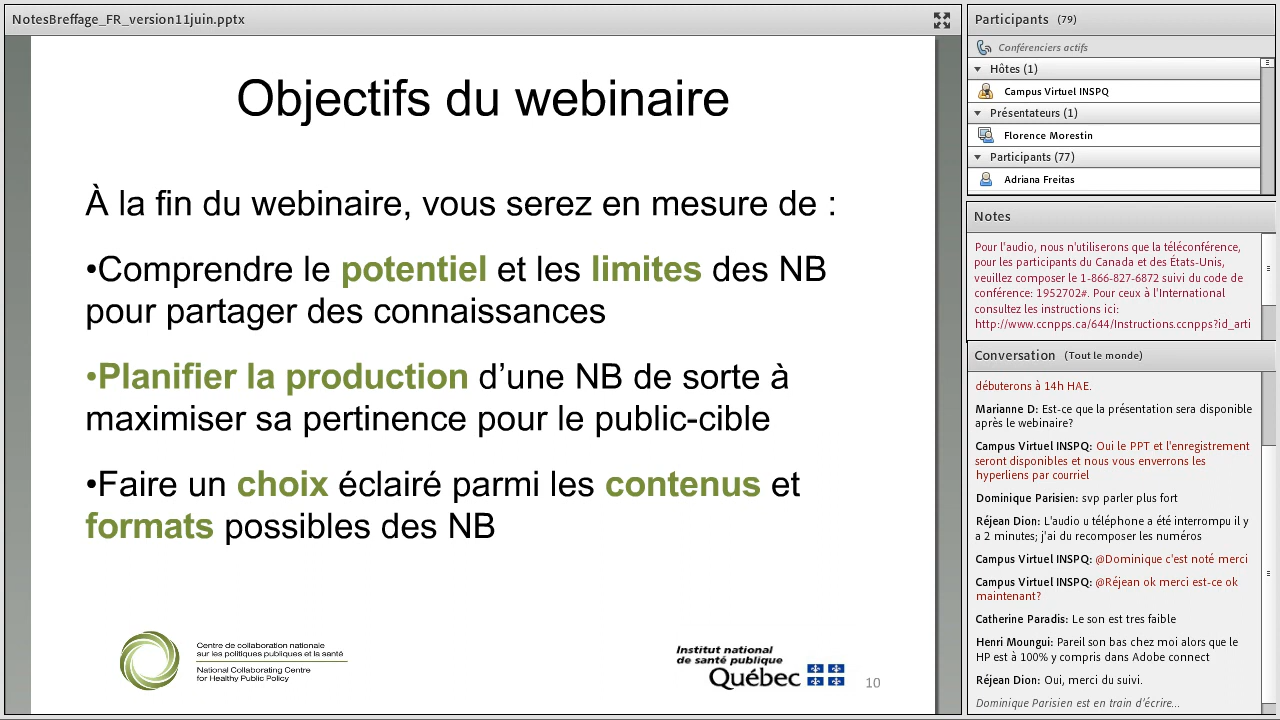 NotesBreffage_FR_version11juin.pptx
Objectifs du webinaire
À la fin du webinaire, vous serez en mesure de :
•Comprendre le potentiel et les limites des NB
pour partager des connaissances
•Planifier la production d’une NB de sorte à
maximiser sa pertinence pour le public-cible
•Faire un choix éclairé parmi les contenus et
formats possibles des NB
Centre de collaboration nationale
sur les politiques publiques et la santé
National Collaborating Centre
for Healthy Public Policy
Institut national
de santé publique
Québec
10
Participants (79)
Conférenciers actifs
Hôtes (1)
Campus Virtuel INSPQ
Présentateurs (1)
Florence Morestin
Participants (77)
Adriana Freitas
Notes
Pour l'audio, nous n'utiliserons que la téléconférence,
pour les participants du Canada et des États-Unis,
veuillez composer le 1-866-827-6872 suivi du code de
conférence: 1952702#. Pour ceux à l'International
consultez les instructions ici:
http://www.ccnpps.ca/644/Instructions.ccnpps?id_arti
Conversation (Tout le monde)
débuterons à 14h HAE.
Marianne D: Est-ce que la présentation sera disponible
après le webinaire?
Campus Virtuel INSPQ: Oui le PPT et l'enregistrement
seront disponibles et nous vous enverrons les
hyperliens par courriel
Dominique Parisien: svp parler plus fort
Réjean Dion: L'audio u téléphone a été interrompu il y
a 2 minutes; j'ai du recomposer les numéros
Campus Virtuel INSPQ: @Dominique c'est noté merci
Campus Virtuel INSPQ: @Réjean ok merci est-ce ok
maintenant?
Catherine Paradis: Le son est tres faible
Henri Moungui: Pareil son bas chez moi alors que le
HP est à 100% y compris dans Adobe connect
Réjean Dion: Oui, merci du suivi.
Dominique Parisien est en train d'écrire...